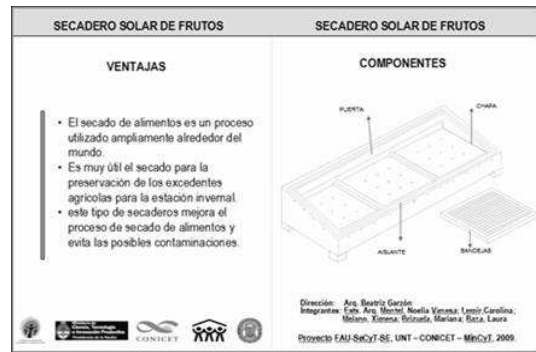 SECADERO SOLAR DE FRUTOS
VENTAJAS
• El secado de alimentos es un proceso
utilizado ampliamente alrededor del
mundo.
• Es muy útil el secado para la
preservación de los excedentes
agrícolas para la estación invernal.
• este tipo de secaderos mejora el
proceso de secado de alimentos y
evita las posibles contaminaciones.
CONICET
SECADERO SOLAR DE FRUTOS
COMPONENTES
PUERTA
CHAPA
AISLANTE
BANDEJAS
Dirección: Arq. Beatriz Garzón
Integrantes: Ests. Arq. Mentel, Noelia Vanesa; Leroir, Carolina;
Melano, Ximena; Brizuela, Mariana; Raza, Laura
Proyecto FAU-SeCyT-SE, UNT – CONICET – MinCyT, 2009.